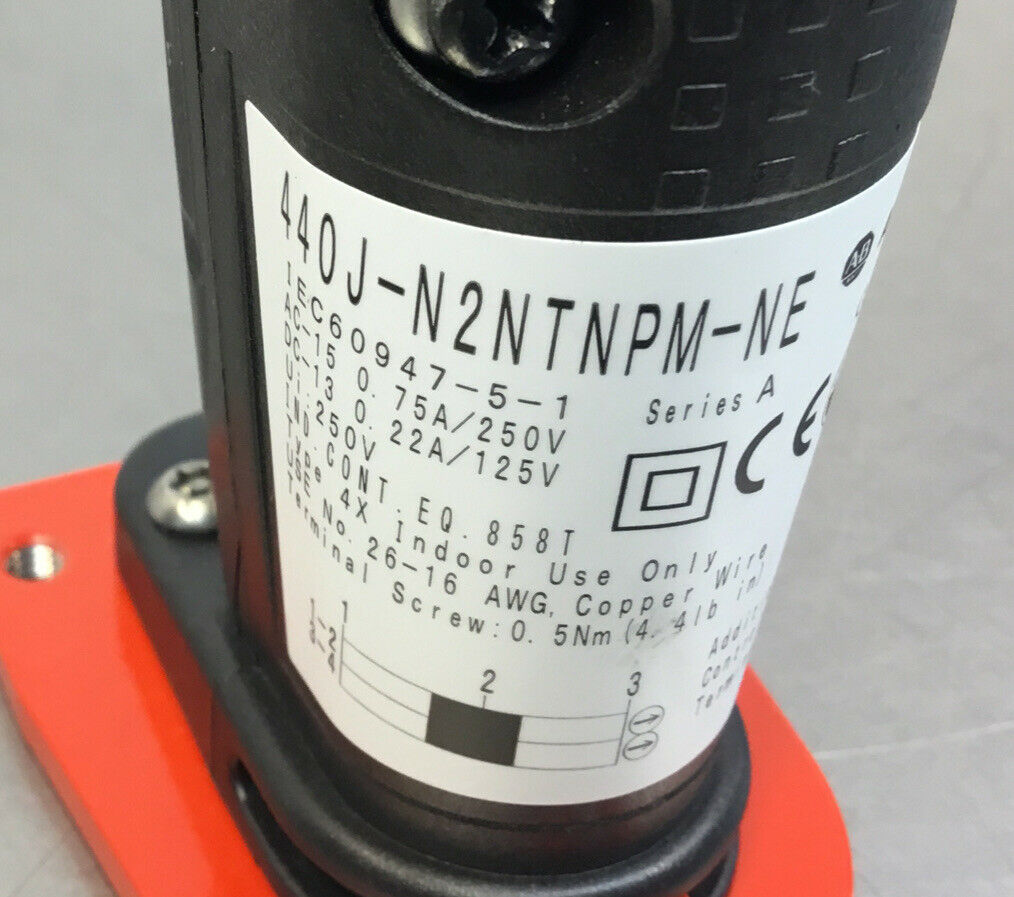 440J-N2NTNPM-NE
AB
Series A
IEC60947-5-1
AC-15 0.75A/250V
DC-13 0.22A/125V
Ui:250V
IND.CONT.EQ.858T
Type 4X Indoor Use Only
USE No.26-16 AWG, Copper Wire
Terminal Screw:0.5Nm(4.4lb in)
CE
1 2 3
1-2
3-4